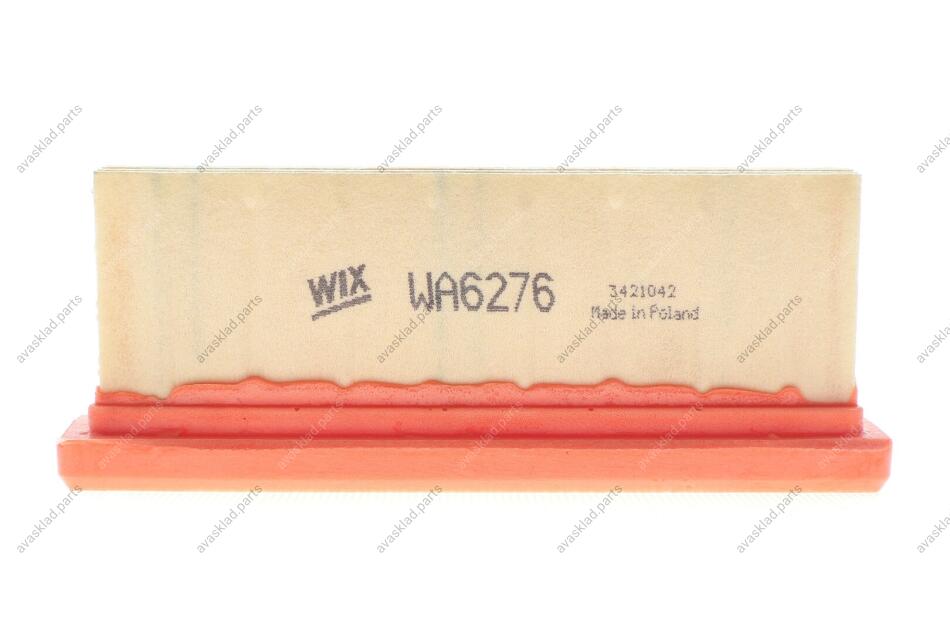 WIX WA6276 3421042
Made in Poland
avasklad.parts